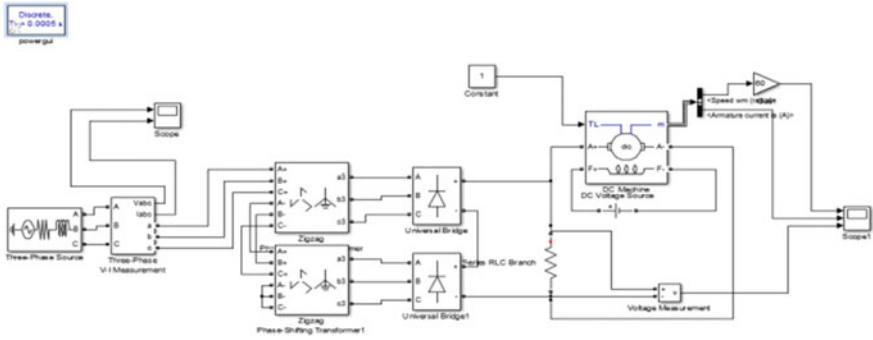 Discrete,
Ts = 0.0005 s.
powergui
Scope
1
Constant
60
<Speed wm (rad/s)>
<Armature current ia (A)>
TL
m
A+
dc
A-
F+
F-
DC Machine
DC Voltage Source
Scope1
A
B
C
Three-Phase Source
A
B
C
Vabc
Iabc
a
b
c
Three-Phase
V-I Measurement
A+
B+
C+
A-
B-
C-
a3
b3
c3
Zigzag
A
B
C
+
-
Universal Bridge
A+
B+
C+
A-
B-
C-
a3
b3
c3
Zigzag
Phase-Shifting Transformer1
A
B
C
+
-
Universal Bridge1
Series RLC Branch
+
-
v
Voltage Measurement